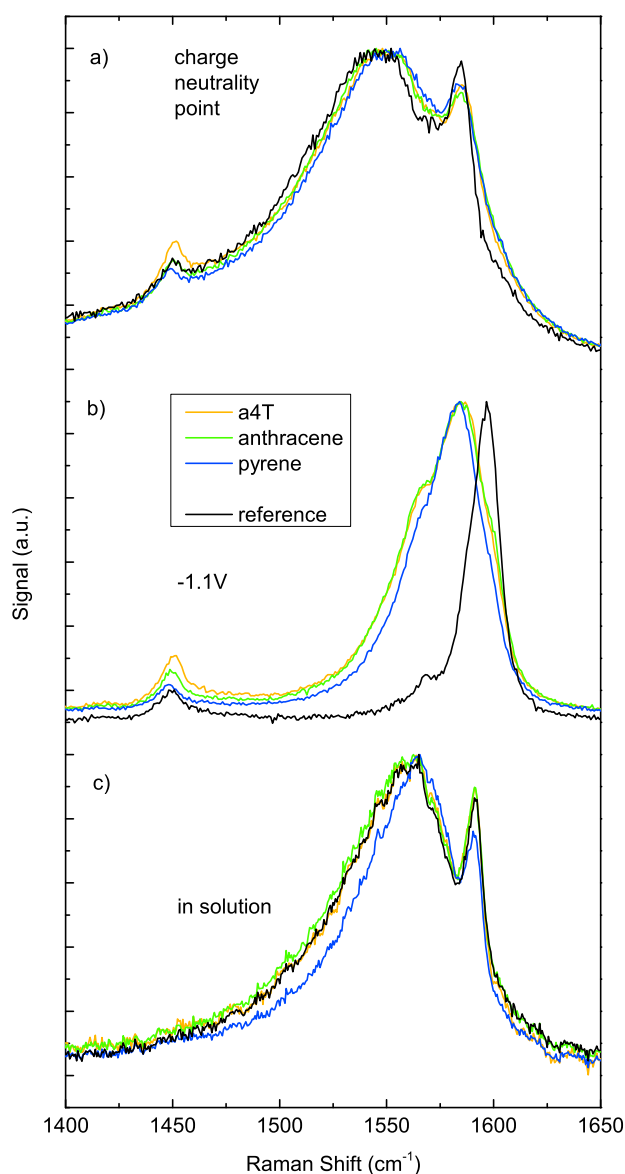 a)
charge
neutrality
point
b)
a4T
anthracene
pyrene
reference
-1.1V
Signal (a.u.)
c)
in solution
1400 1450 1500 1550 1600 1650
Raman Shift (cm⁻¹)